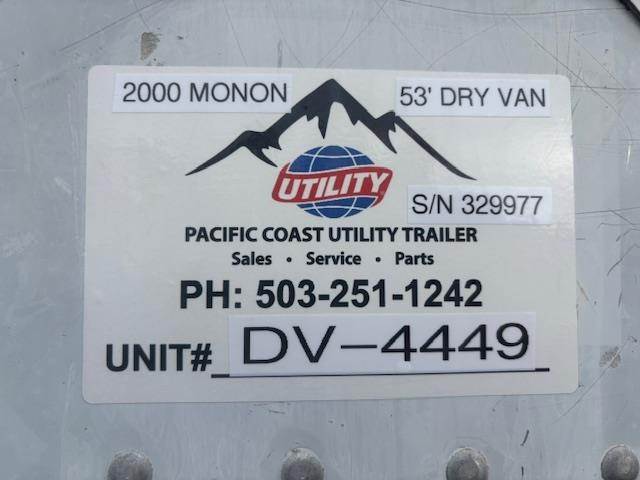 2000 MONON
53' DRY VAN
UTILITY
S/N 329977
PACIFIC COAST UTILITY TRAILER
Sales • Service • Parts
PH: 503-251-1242
UNIT# DV-4449